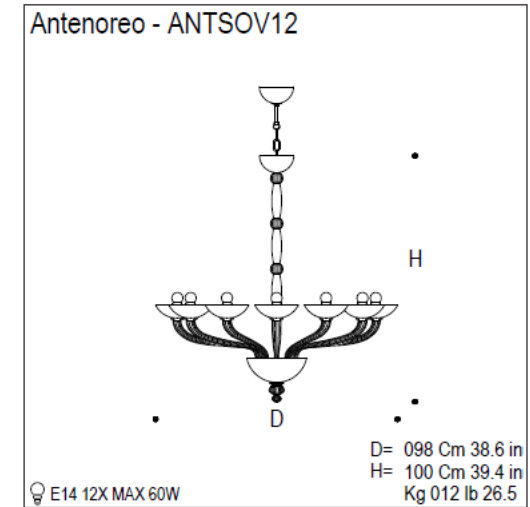 Antenoreo - ANTSOV12
H
D
D= 098 Cm 38.6 in
H= 100 Cm 39.4 in
E14 12X MAX 60W
Kg 012 lb 26.5